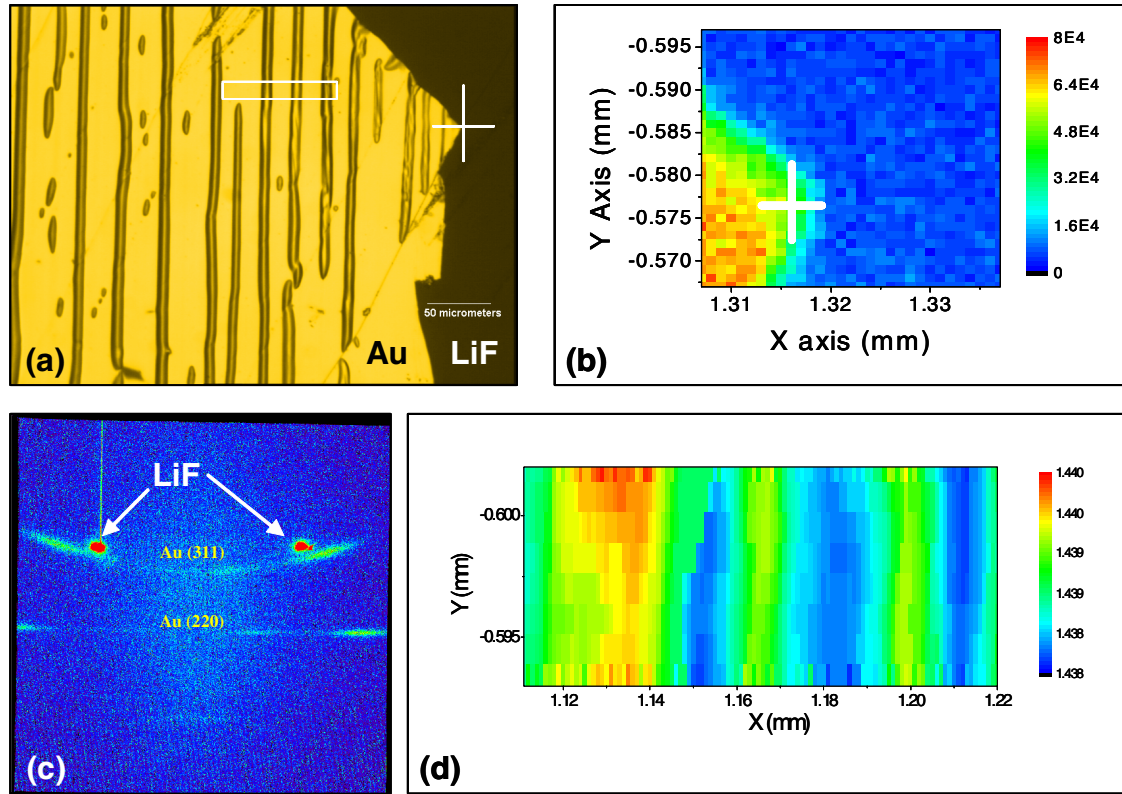 50 micrometers
(a)
Au
LiF
-0.595
-0.590
-0.585
-0.580
-0.575
-0.570
Y Axis (mm)
1.31
1.32
1.33
X axis (mm)
8E4
6.4E4
4.8E4
3.2E4
1.6E4
0
(b)
LiF
Au (311)
Au (220)
(c)
-0.600
-0.595
Y (mm)
1.12
1.14
1.16
1.18
1.20
1.22
X (mm)
1.440
1.440
1.439
1.439
1.438
1.438
(d)